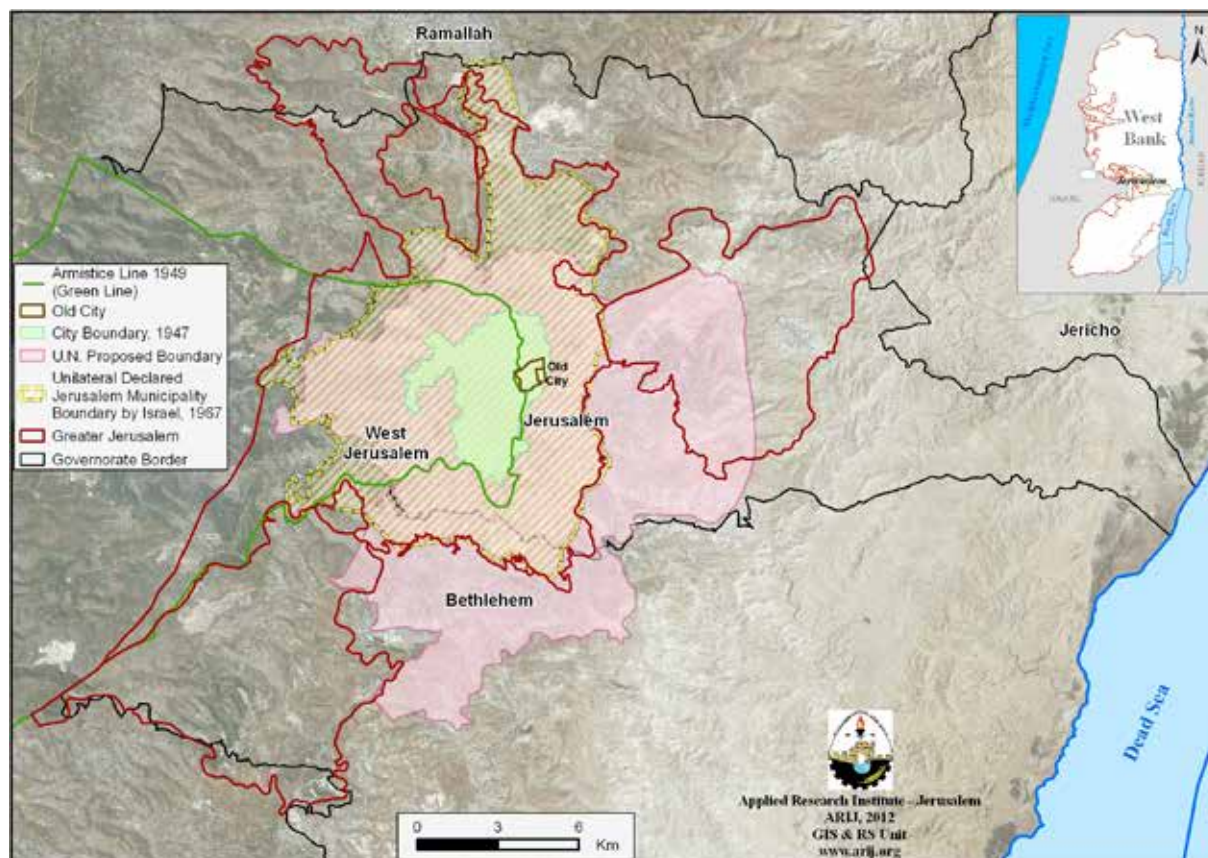 Ramallah
N
West
Bank
Jerusalem
Jericho
Armistice Line 1949
(Green Line)
Old City
City Boundary, 1947
U.N. Proposed Boundary
Unilateral Declared
Jerusalem Municipality
Boundary by Israel, 1967
Greater Jerusalem
Governorate Border
Old
City
Jerusalem
West
Jerusalem
Bethlehem
Dead Sea
0 3 6
Km
Applied Research Institute - Jerusalem
ARIJ, 2012
GIS & RS Unit
www.arij.org